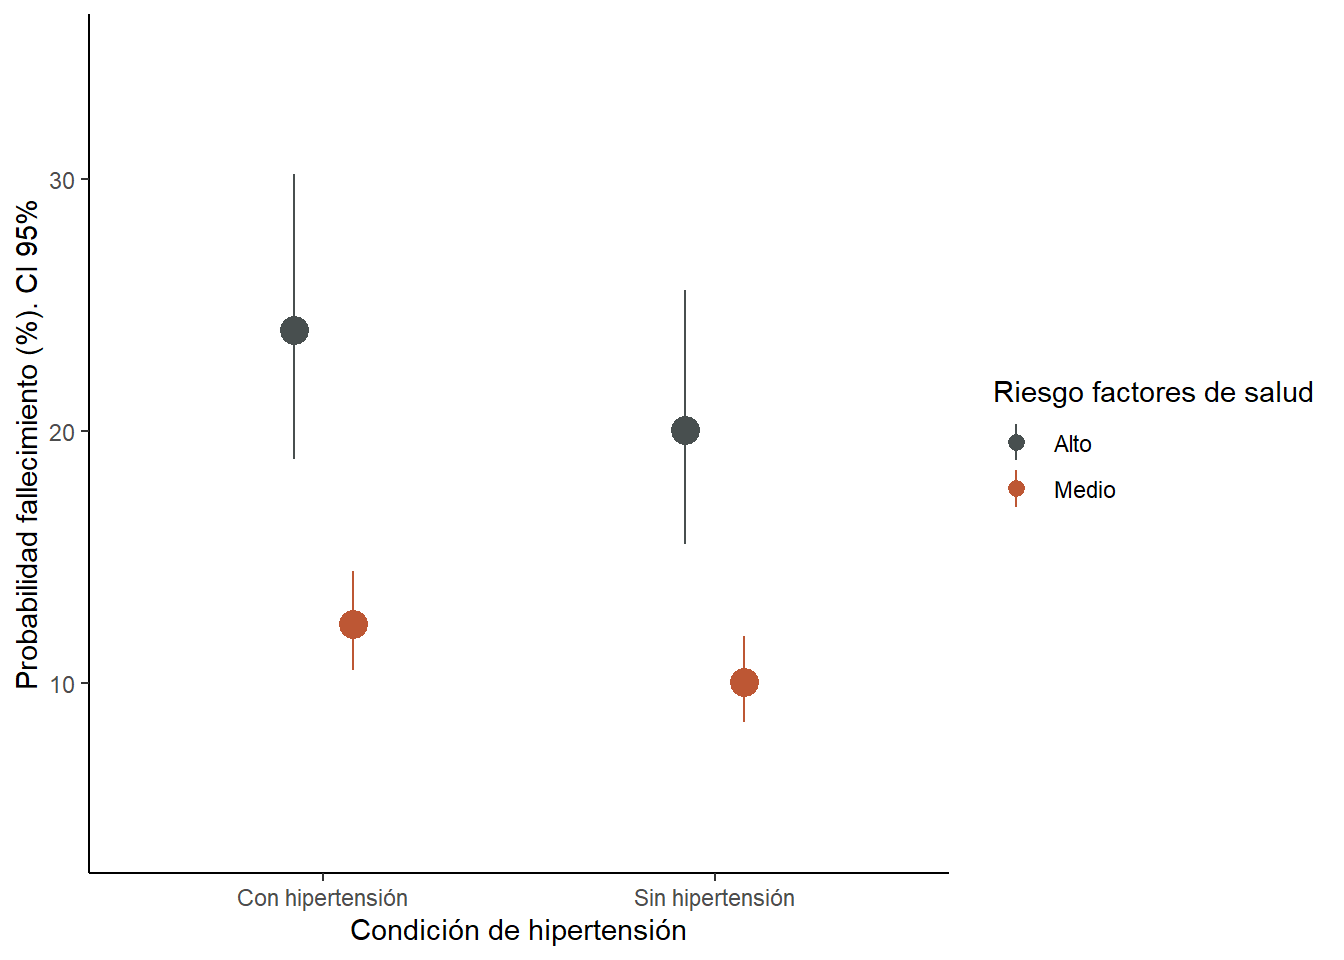 Probabilidad fallecimiento (%). CI 95%
30
20
10
Con hipertensión
Sin hipertensión
Condición de hipertensión
Riesgo factores de salud
Alto
Medio